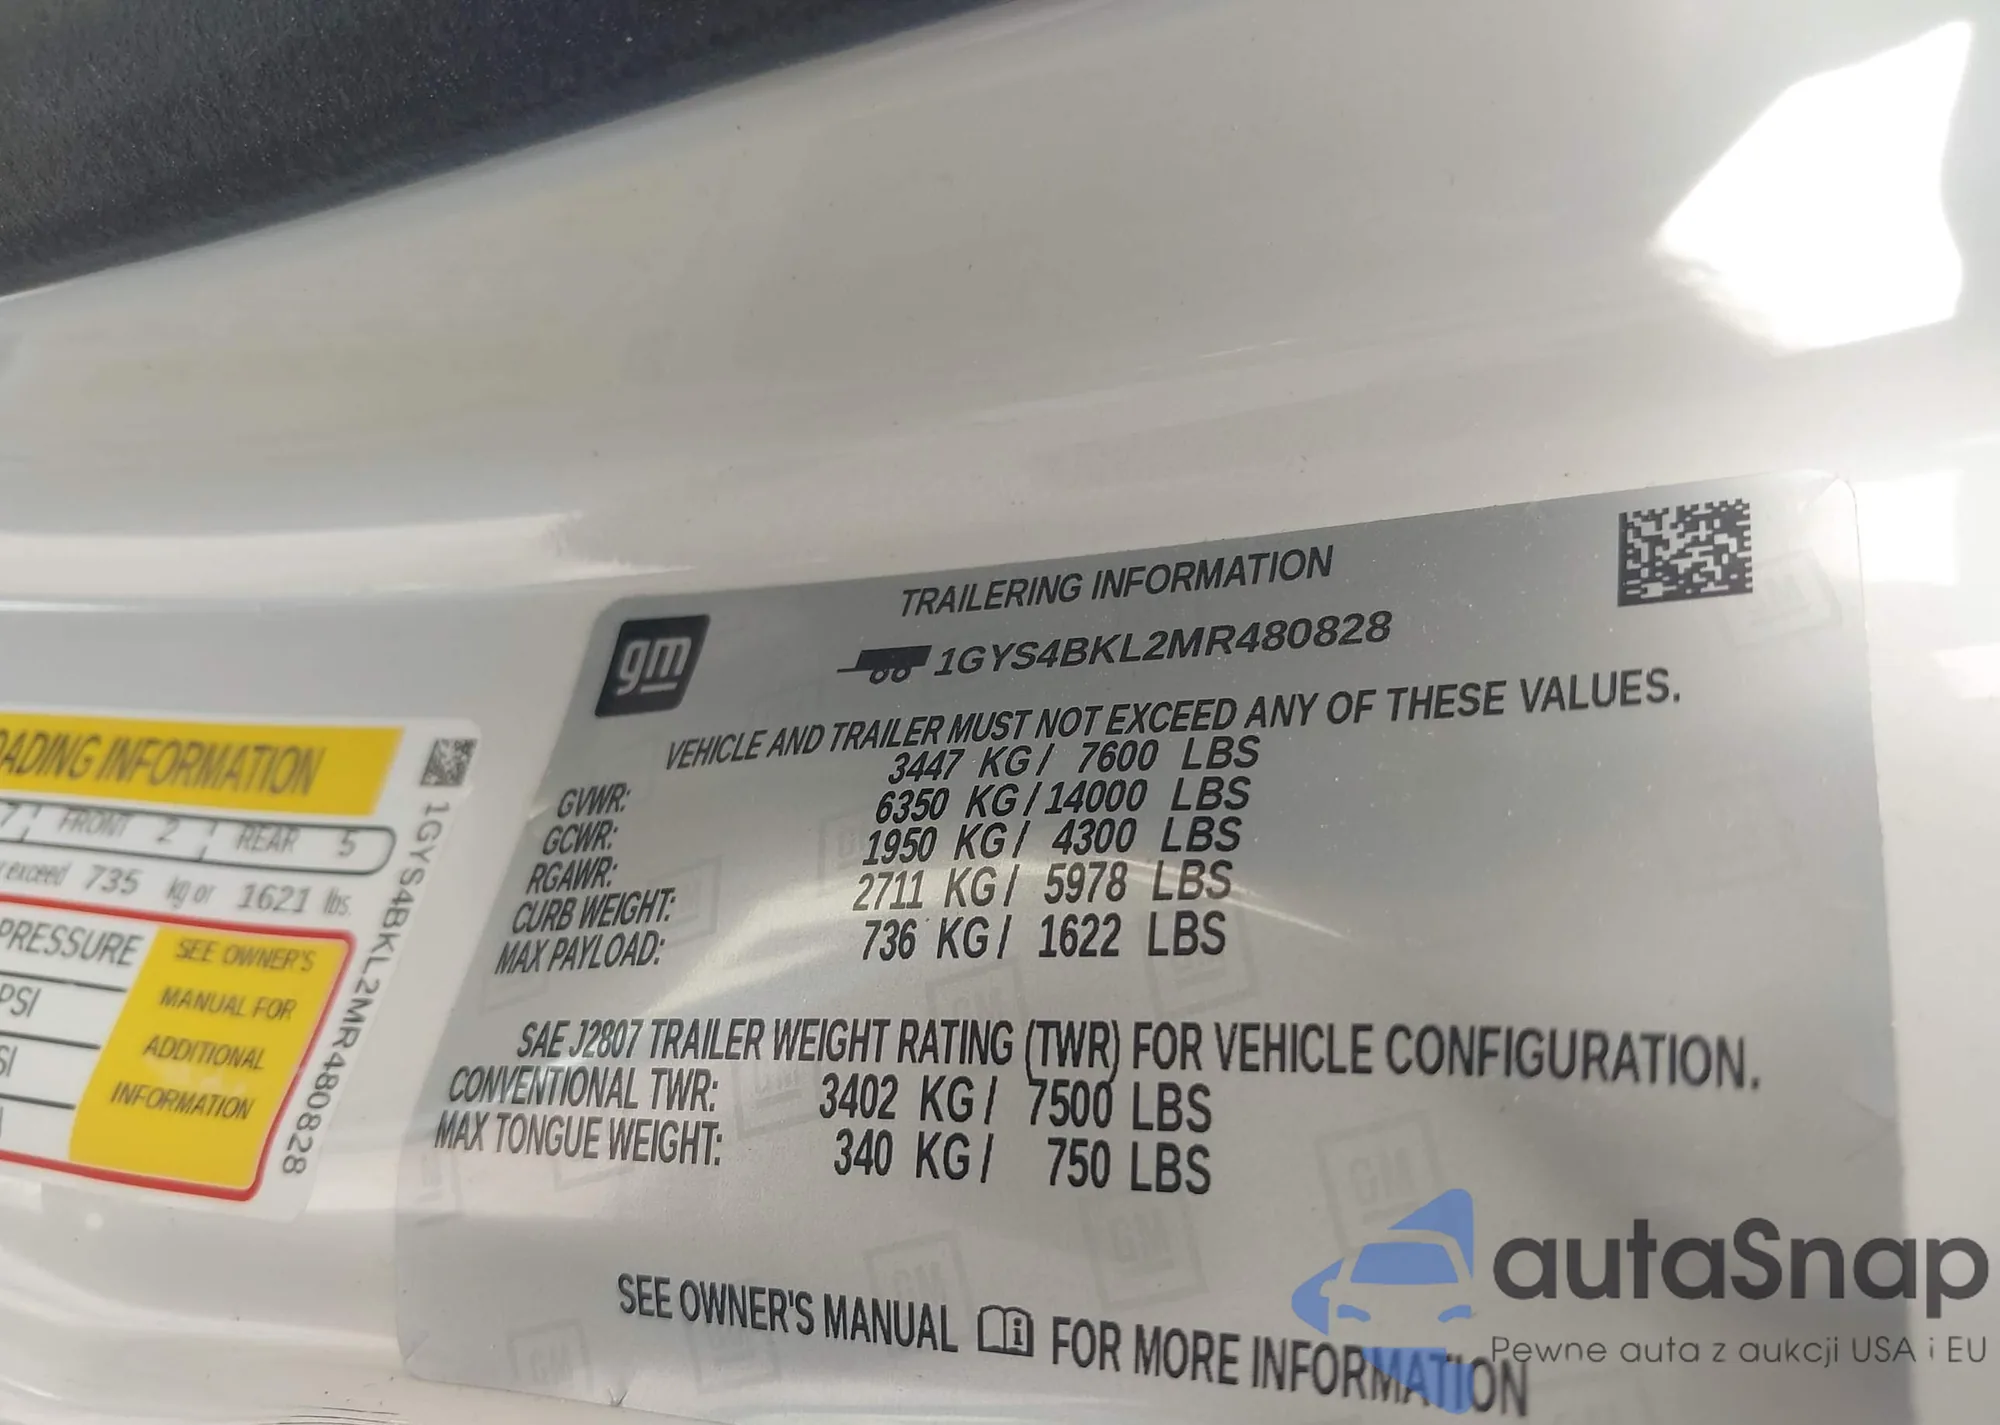 TRAILERING INFORMATION
gm
1GYS4BKL2MR480828
VEHICLE AND TRAILER MUST NOT EXCEED ANY OF THESE VALUES.
GVWR: 3447 KG / 7600 LBS
GCWR: 6350 KG / 14000 LBS
RGAWR: 1950 KG / 4300 LBS
CURB WEIGHT: 2711 KG / 5978 LBS
MAX PAYLOAD: 736 KG / 1622 LBS
SAE J2807 TRAILER WEIGHT RATING (TWR) FOR VEHICLE CONFIGURATION.
CONVENTIONAL TWR: 3402 KG / 7500 LBS
MAX TONGUE WEIGHT: 340 KG / 750 LBS
SEE OWNER'S MANUAL FOR MORE INFORMATION
ADING INFORMATION
7 FRONT 2 REAR 5
exceed 735 kg or 1621 lbs.
PRESSURE
PSI
SI
SEE OWNER'S
MANUAL FOR
ADDITIONAL
INFORMATION
1GYS4BKL2MR480828
autaSnap
Pewne auta z aukcji USA i EU